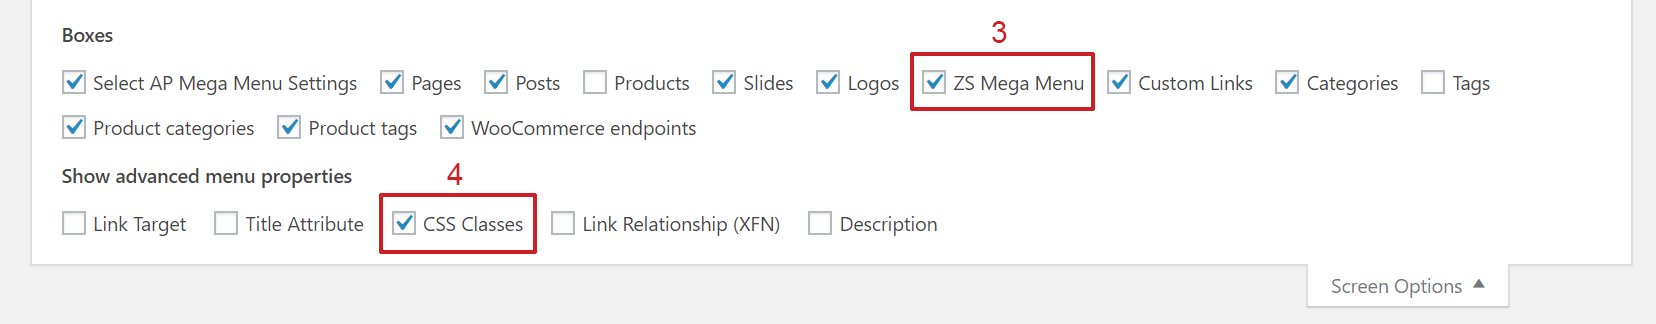 Boxes
3
Select AP Mega Menu Settings Pages Posts Products Slides Logos ZS Mega Menu Custom Links Categories Tags
Product categories Product tags WooCommerce endpoints
Show advanced menu properties
4
Link Target Title Attribute CSS Classes Link Relationship (XFN) Description
Screen Options